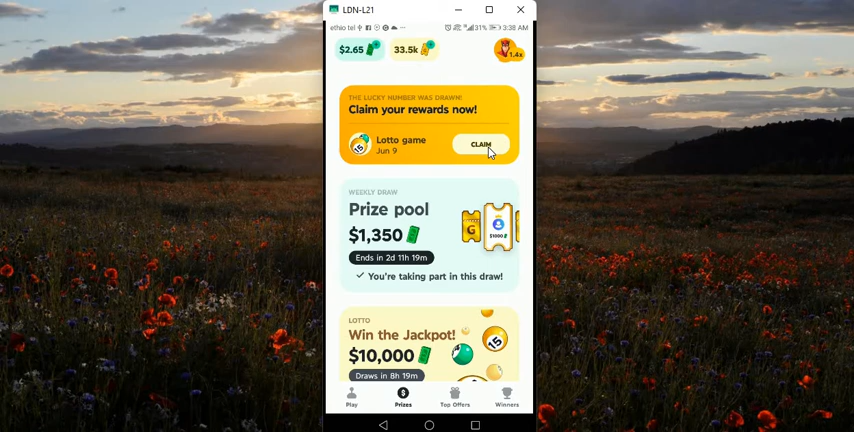 LDN-L21
ethio tel
31%
3:38 AM
$2.65
33.5k
1.4x
THE LUCKY NUMBER WAS DRAWN!
Claim your rewards now!
Lotto game
Jun 9
CLAIM
15
WEEKLY DRAW
Prize pool
$1,350
G
$1000
Ends in 2d 11h 19m
You're taking part in this draw!
LOTTO
Win the Jackpot!
$10,000
15
Draws in 8h 19m
Play
Prizes
Top Offers
Winners